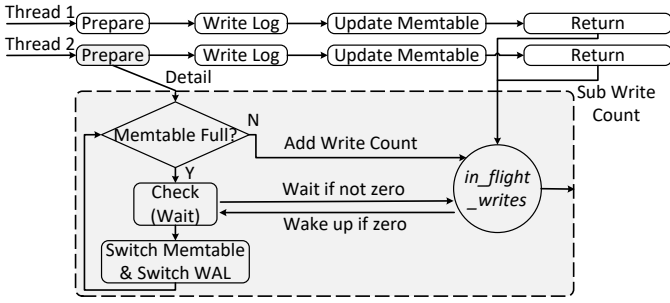 Thread 1
Prepare
Write Log
Update Memtable
Return
Thread 2
Prepare
Write Log
Update Memtable
Return
Detail
Sub Write
Count
Memtable Full?
N
Add Write Count
Y
Check
(Wait)
Wait if not zero
Wake up if zero
in_flight
_writes
Switch Memtable
& Switch WAL